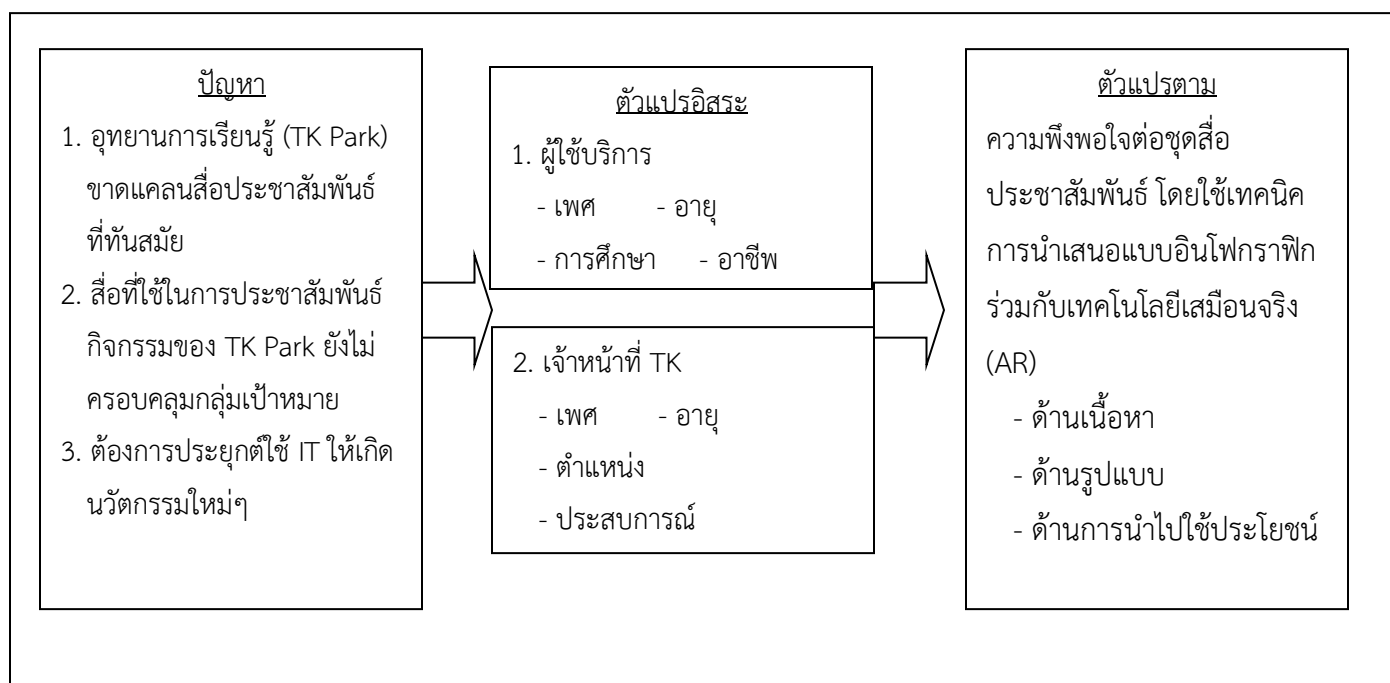 ปัญหา
1. อุทยานการเรียนรู้ (TK Park)
ขาดแคลนสื่อประชาสัมพันธ์
ที่ทันสมัย
2. สื่อที่ใช้ในการประชาสัมพันธ์
กิจกรรมของ TK Park ยังไม่
ครอบคลุมกลุ่มเป้าหมาย
3. ต้องการประยุกต์ใช้ IT ให้เกิด
นวัตกรรมใหม่ๆ
ตัวแปรอิสระ
1. ผู้ใช้บริการ
- เพศ - อายุ
- การศึกษา - อาชีพ
2. เจ้าหน้าที่ TK
- เพศ - อายุ
- ตำแหน่ง
- ประสบการณ์
ตัวแปรตาม
ความพึงพอใจต่อชุดสื่อ
ประชาสัมพันธ์ โดยใช้เทคนิค
การนำเสนอแบบอินโฟกราฟิก
ร่วมกับเทคโนโลยีเสมือนจริง
(AR)
- ด้านเนื้อหา
- ด้านรูปแบบ
- ด้านการนำไปใช้ประโยชน์